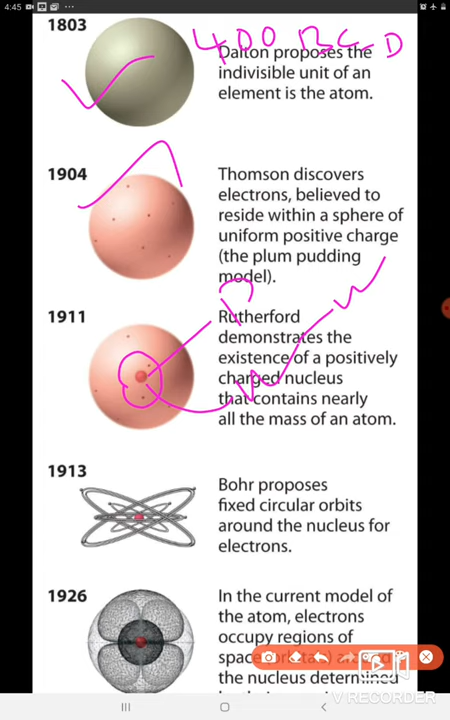 4:45
1803
400 BC D
Dalton proposes the
indivisible unit of an
element is the atom.
1904
Thomson discovers
electrons, believed to
reside within a sphere of
uniform positive charge
(the plum pudding
model).
1911
P
Rutherford
demonstrates the
existence of a positively
charged nucleus
that contains nearly
all the mass of an atom.
1913
Bohr proposes
fixed circular orbits
around the nucleus for
electrons.
1926
In the current model of
the atom, electrons
occupy regions of
space
the nucleus determined
V RECORDER